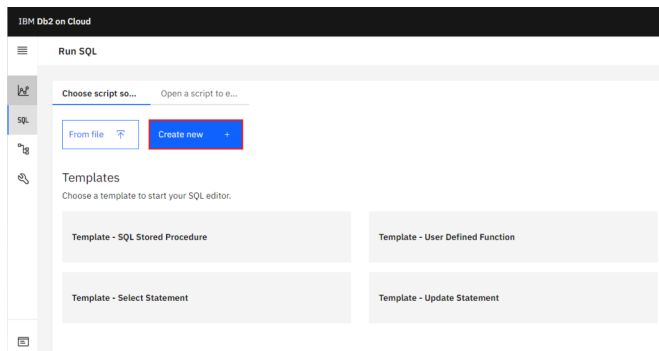 IBM Db2 on Cloud
Run SQL
Choose script so... Open a script to e...
SQL
From file Create new +
Templates
Choose a template to start your SQL editor.
Template - SQL Stored Procedure Template - User Defined Function
Template - Select Statement Template - Update Statement